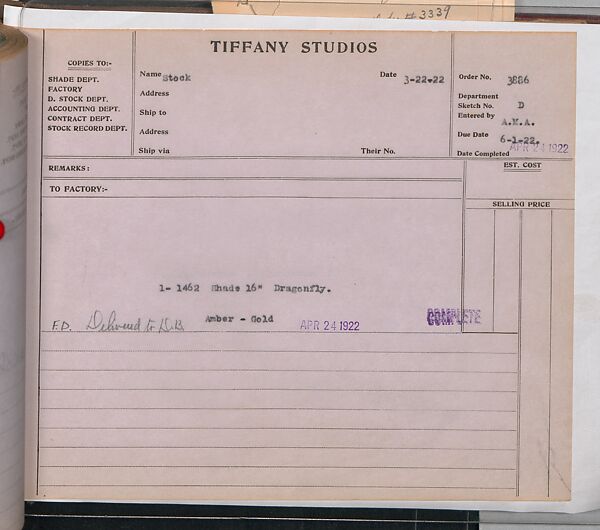 # 3339
TIFFANY STUDIOS
COPIES TO:-
SHADE DEPT.
FACTORY
D. STOCK DEPT.
ACCOUNTING DEPT.
CONTRACT DEPT.
STOCK RECORD DEPT.
Name Stock
Date 3-22-22
Address
Ship to
Address
Ship via
Their No.
Order No. 3886
Department
Sketch No. D
Entered by A.M.A.
Due Date 6-1-22.
Date Completed APR 24 1922
REMARKS:
EST. COST
TO FACTORY:-
SELLING PRICE
1- 1462 Shade 16" Dragonfly.
Amber - Gold
F.D. Delivered to D.B. APR 24 1922 COMPLETE